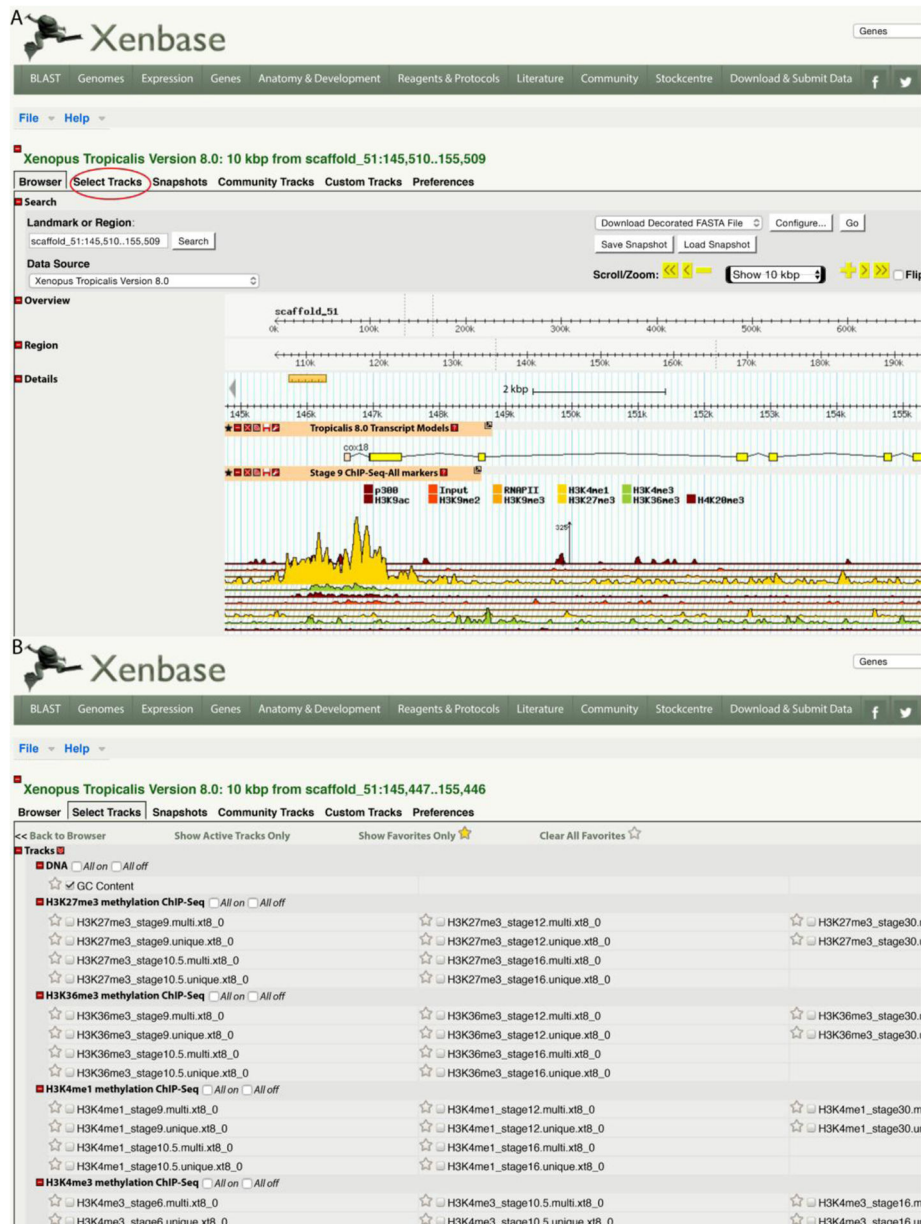 A
Xenbase
Genes
BLAST Genomes Expression Genes Anatomy & Development Reagents & Protocols Literature Community Stockcentre Download & Submit Data f
File Help
Xenopus Tropicalis Version 8.0: 10 kbp from scaffold_51:145,510..155,509
Browser Select Tracks Snapshots Community Tracks Custom Tracks Preferences
Search
Landmark or Region:
scaffold_51:145,510..155,509 Search
Download Decorated FASTA File Configure... Go
Save Snapshot Load Snapshot
Data Source
Xenopus Tropicalis Version 8.0
Scroll/Zoom: Show 10 kbp Flip
Overview
scaffold_51
0k 100k 200k 300k 400k 500k 600k
Region
110k 120k 130k 140k 150k 160k 170k 180k 190k
Details
2 kbp
145k 146k 147k 148k 149k 150k 151k 152k 153k 154k 155k
Tropicalis 8.0 Transcript Models
cox18
Stage 9 ChIP-Seq-All markers
p300 Input RNAPII H3K4me1 H3K4me3
H3K9ac H3K9me2 H3K9me3 H3K27me3 H3K36me3 H4K20me3
325
B
Xenbase
Genes
BLAST Genomes Expression Genes Anatomy & Development Reagents & Protocols Literature Community Stockcentre Download & Submit Data f
File Help
Xenopus Tropicalis Version 8.0: 10 kbp from scaffold_51:145,447..155,446
Browser Select Tracks Snapshots Community Tracks Custom Tracks Preferences
<< Back to Browser Show Active Tracks Only Show Favorites Only Clear All Favorites
Tracks
DNA All on All off
GC Content
H3K27me3 methylation ChIP-Seq All on All off
H3K27me3_stage9.multi.xt8_0 H3K27me3_stage12.multi.xt8_0 H3K27me3_stage30.
H3K27me3_stage9.unique.xt8_0 H3K27me3_stage12.unique.xt8_0 H3K27me3_stage30.
H3K27me3_stage10.5.multi.xt8_0 H3K27me3_stage16.multi.xt8_0
H3K27me3_stage10.5.unique.xt8_0 H3K27me3_stage16.unique.xt8_0
H3K36me3 methylation ChIP-Seq All on All off
H3K36me3_stage9.multi.xt8_0 H3K36me3_stage12.multi.xt8_0 H3K36me3_stage30.
H3K36me3_stage9.unique.xt8_0 H3K36me3_stage12.unique.xt8_0 H3K36me3_stage30.
H3K36me3_stage10.5.multi.xt8_0 H3K36me3_stage16.multi.xt8_0
H3K36me3_stage10.5.unique.xt8_0 H3K36me3_stage16.unique.xt8_0
H3K4me1 methylation ChIP-Seq All on All off
H3K4me1_stage9.multi.xt8_0 H3K4me1_stage12.multi.xt8_0 H3K4me1_stage30.m
H3K4me1_stage9.unique.xt8_0 H3K4me1_stage12.unique.xt8_0 H3K4me1_stage30.u
H3K4me1_stage10.5.multi.xt8_0 H3K4me1_stage16.multi.xt8_0
H3K4me1_stage10.5.unique.xt8_0 H3K4me1_stage16.unique.xt8_0
H3K4me3 methylation ChIP-Seq All on All off
H3K4me3_stage6.multi.xt8_0 H3K4me3_stage10.5.multi.xt8_0 H3K4me3_stage16.m
H3K4me3_stage6.unique.xt8_0 H3K4me3_stage10.5.unique.xt8_0 H3K4me3_stage16.u